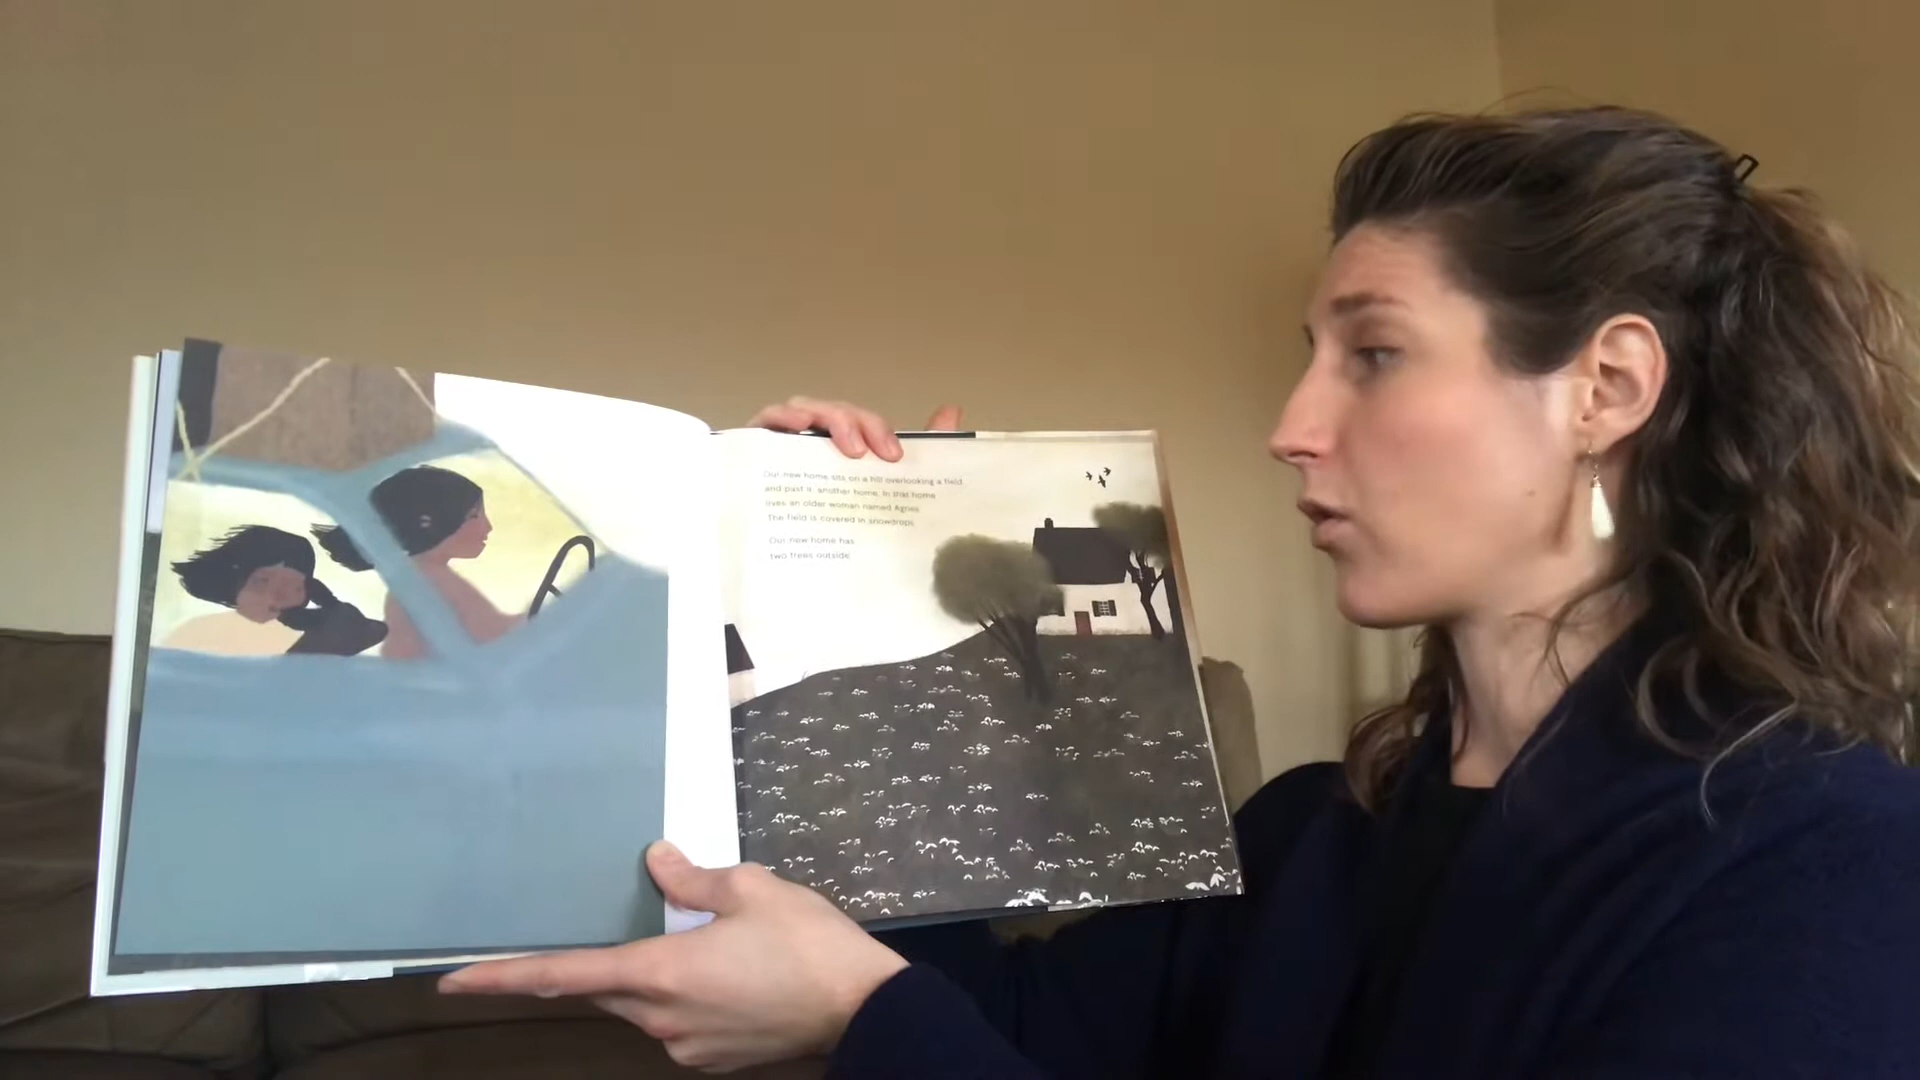 Our new home sits on a hill overlooking a field,
and past it, another home. In that home
lives an older woman named Agnes.
The field is covered in snowdrops.
Our new home has
two trees outside.